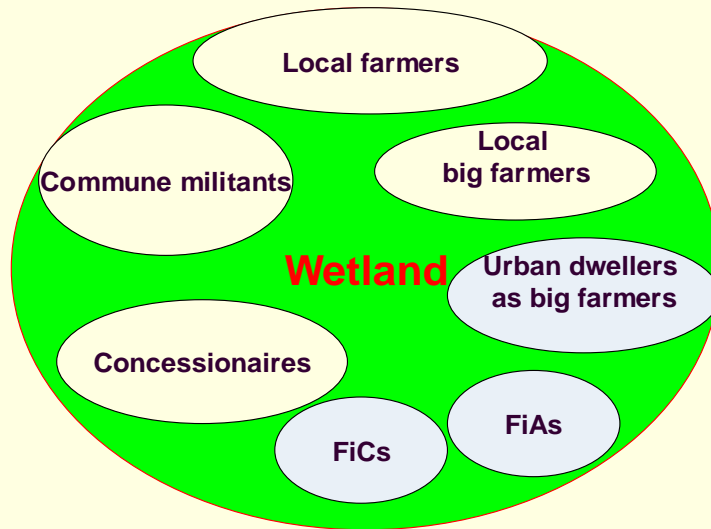 Local farmers
Commune militants
Local
big farmers
Wetland
Urban dwellers
as big farmers
Concessionaires
FiCs
FiAs